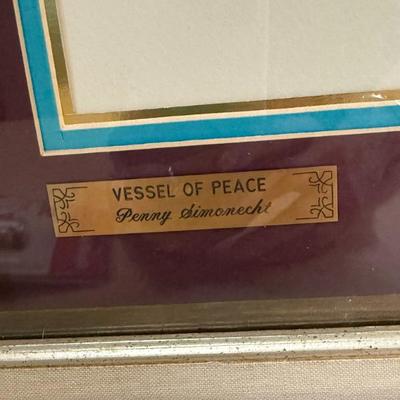 VESSEL OF PEACE
Penny Simonecht